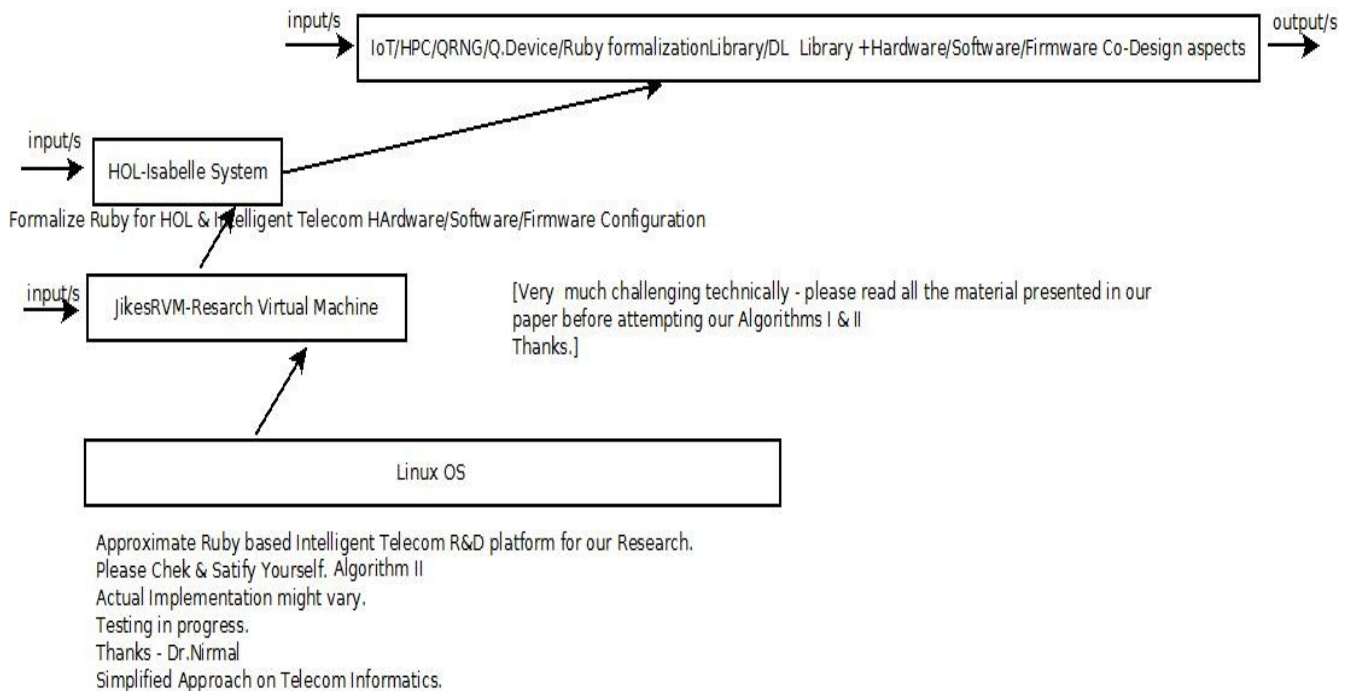 input/s
output/s
IoT/HPC/QRNG/Q.Device/Ruby formalizationLibrary/DL Library +Hardware/Software/Firmware Co-Design aspects
input/s
HOL-Isabelle System
Formalize Ruby for HOL & Intelligent Telecom HArdware/Software/Firmware Configuration
input/s
JikesRVM-Resarch Virtual Machine
[Very much challenging technically - please read all the material presented in our
paper before attempting our Algorithms I & II
Thanks.]
Linux OS
Approximate Ruby based Intelligent Telecom R&D platform for our Research.
Please Chek & Satify Yourself. Algorithm II
Actual Implementation might vary.
Testing in progress.
Thanks - Dr.Nirmal
Simplified Approach on Telecom Informatics.